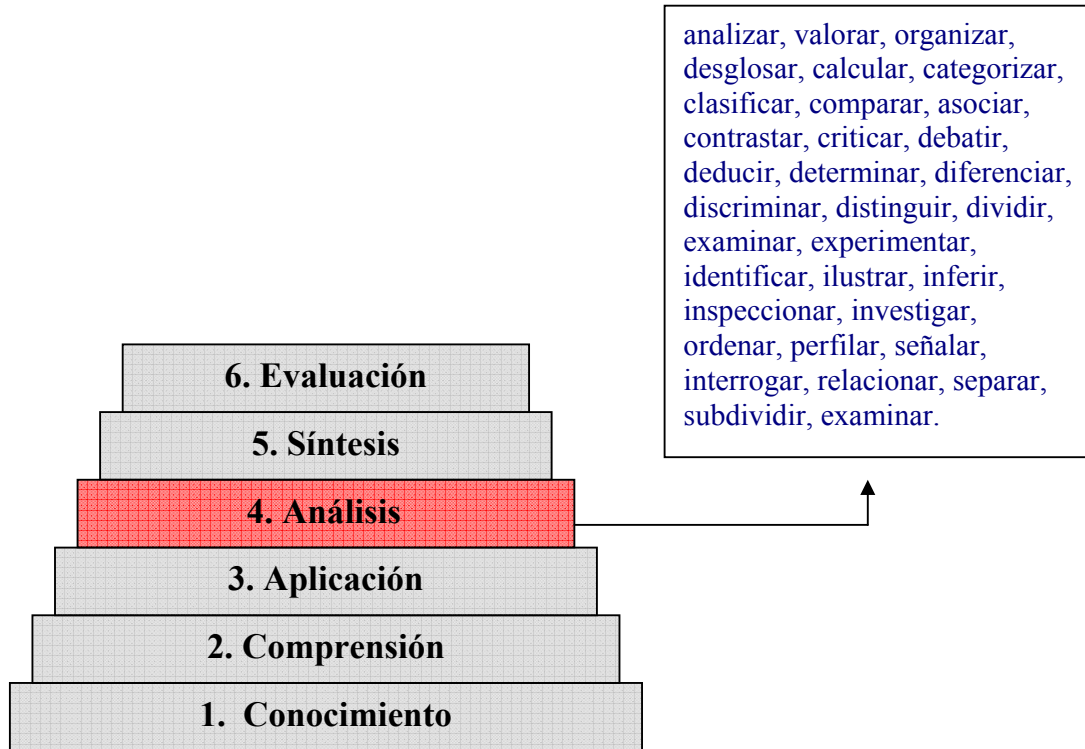 analizar, valorar, organizar,
desglosar, calcular, categorizar,
clasificar, comparar, asociar,
contrastar, criticar, debatir,
deducir, determinar, diferenciar,
discriminar, distinguir, dividir,
examinar, experimentar,
identificar, ilustrar, inferir,
inspeccionar, investigar,
ordenar, perfilar, señalar,
interrogar, relacionar, separar,
subdividir, examinar.
6. Evaluación
5. Síntesis
4. Análisis
3. Aplicación
2. Comprensión
1. Conocimiento